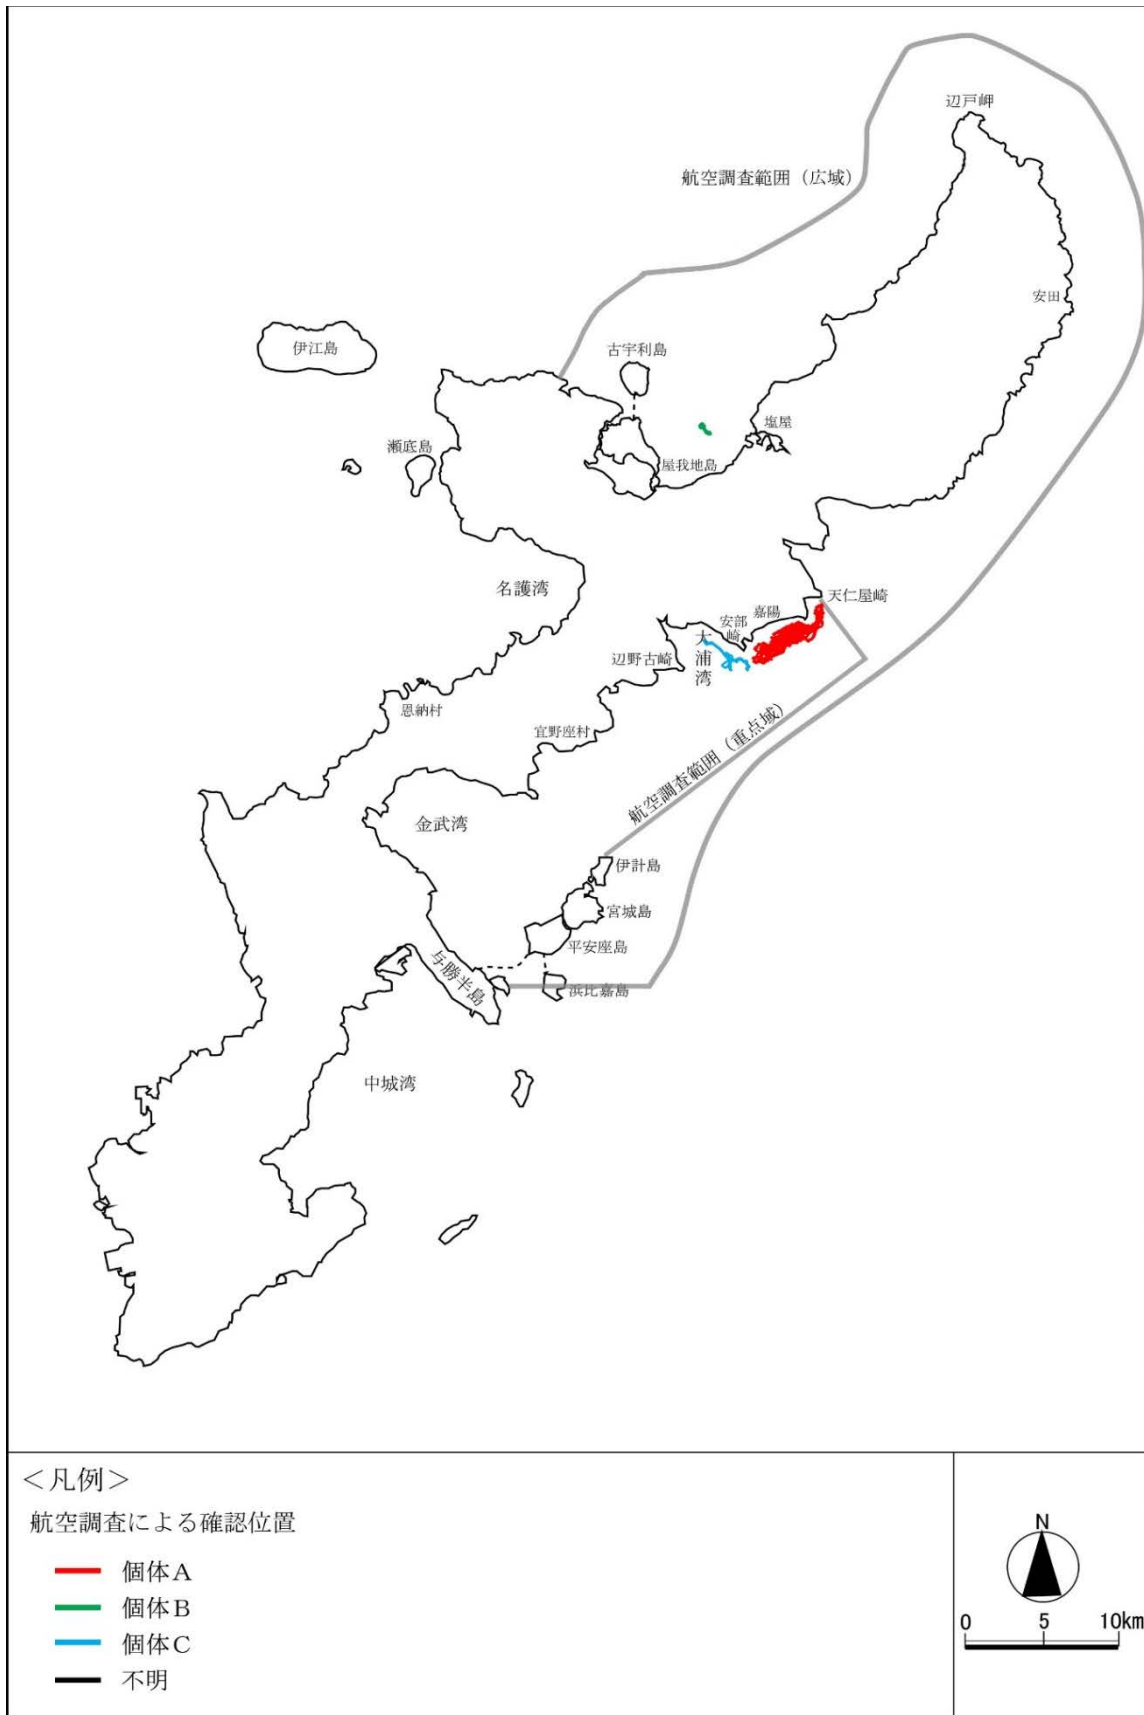 辺戸岬
航空調査範囲（広域）
安田
伊江島
古宇利島
塩屋
瀬底島
屋我地島
名護湾
天仁屋崎
嘉陽
安部崎
大浦湾
辺野古崎
恩納村
宜野座村
航空調査範囲（重点域）
金武湾
伊計島
宮城島
平安座島
与勝半島
浜比嘉島
中城湾
＜凡例＞
航空調査による確認位置
個体A
個体B
個体C
不明
N
0 5 10km